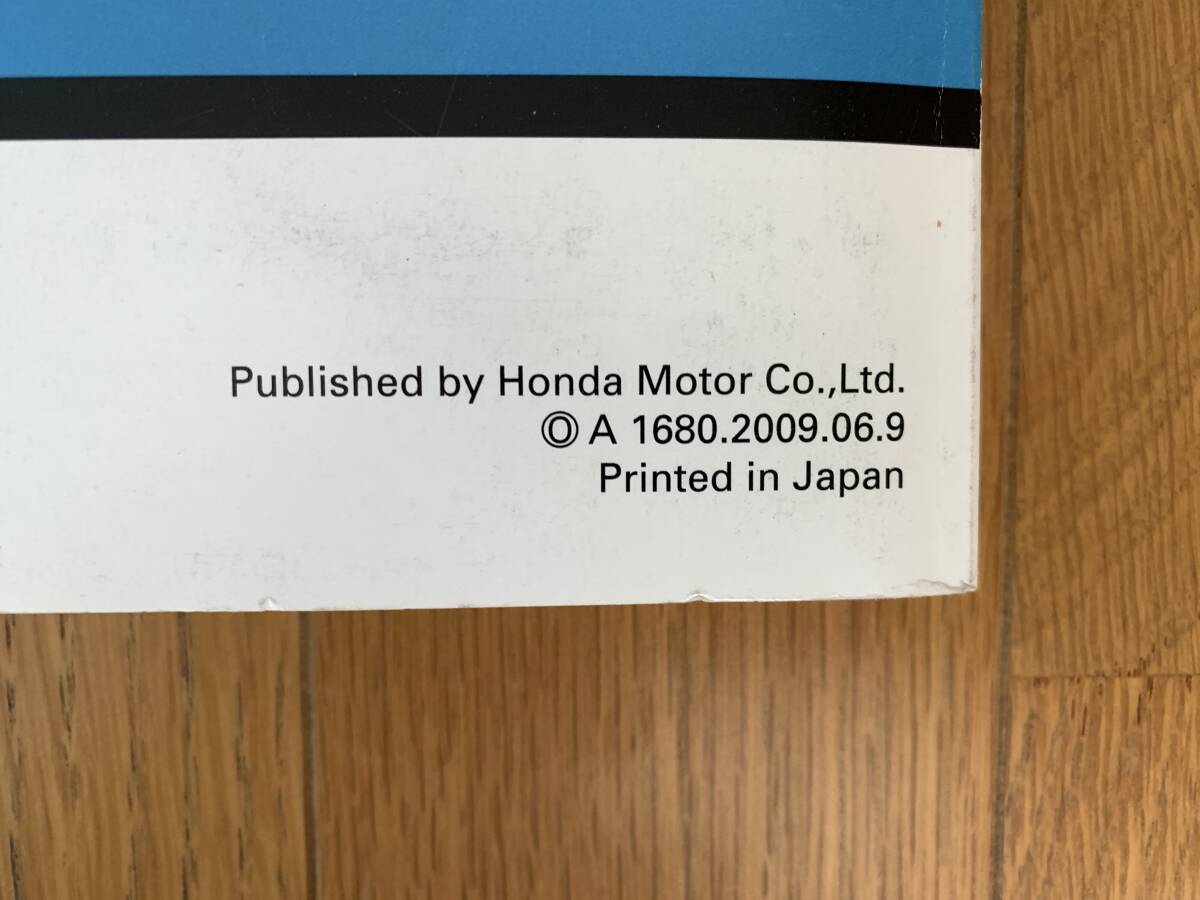 Published by Honda Motor Co.,Ltd.
Ⓞ A 1680.2009.06.9
Printed in Japan